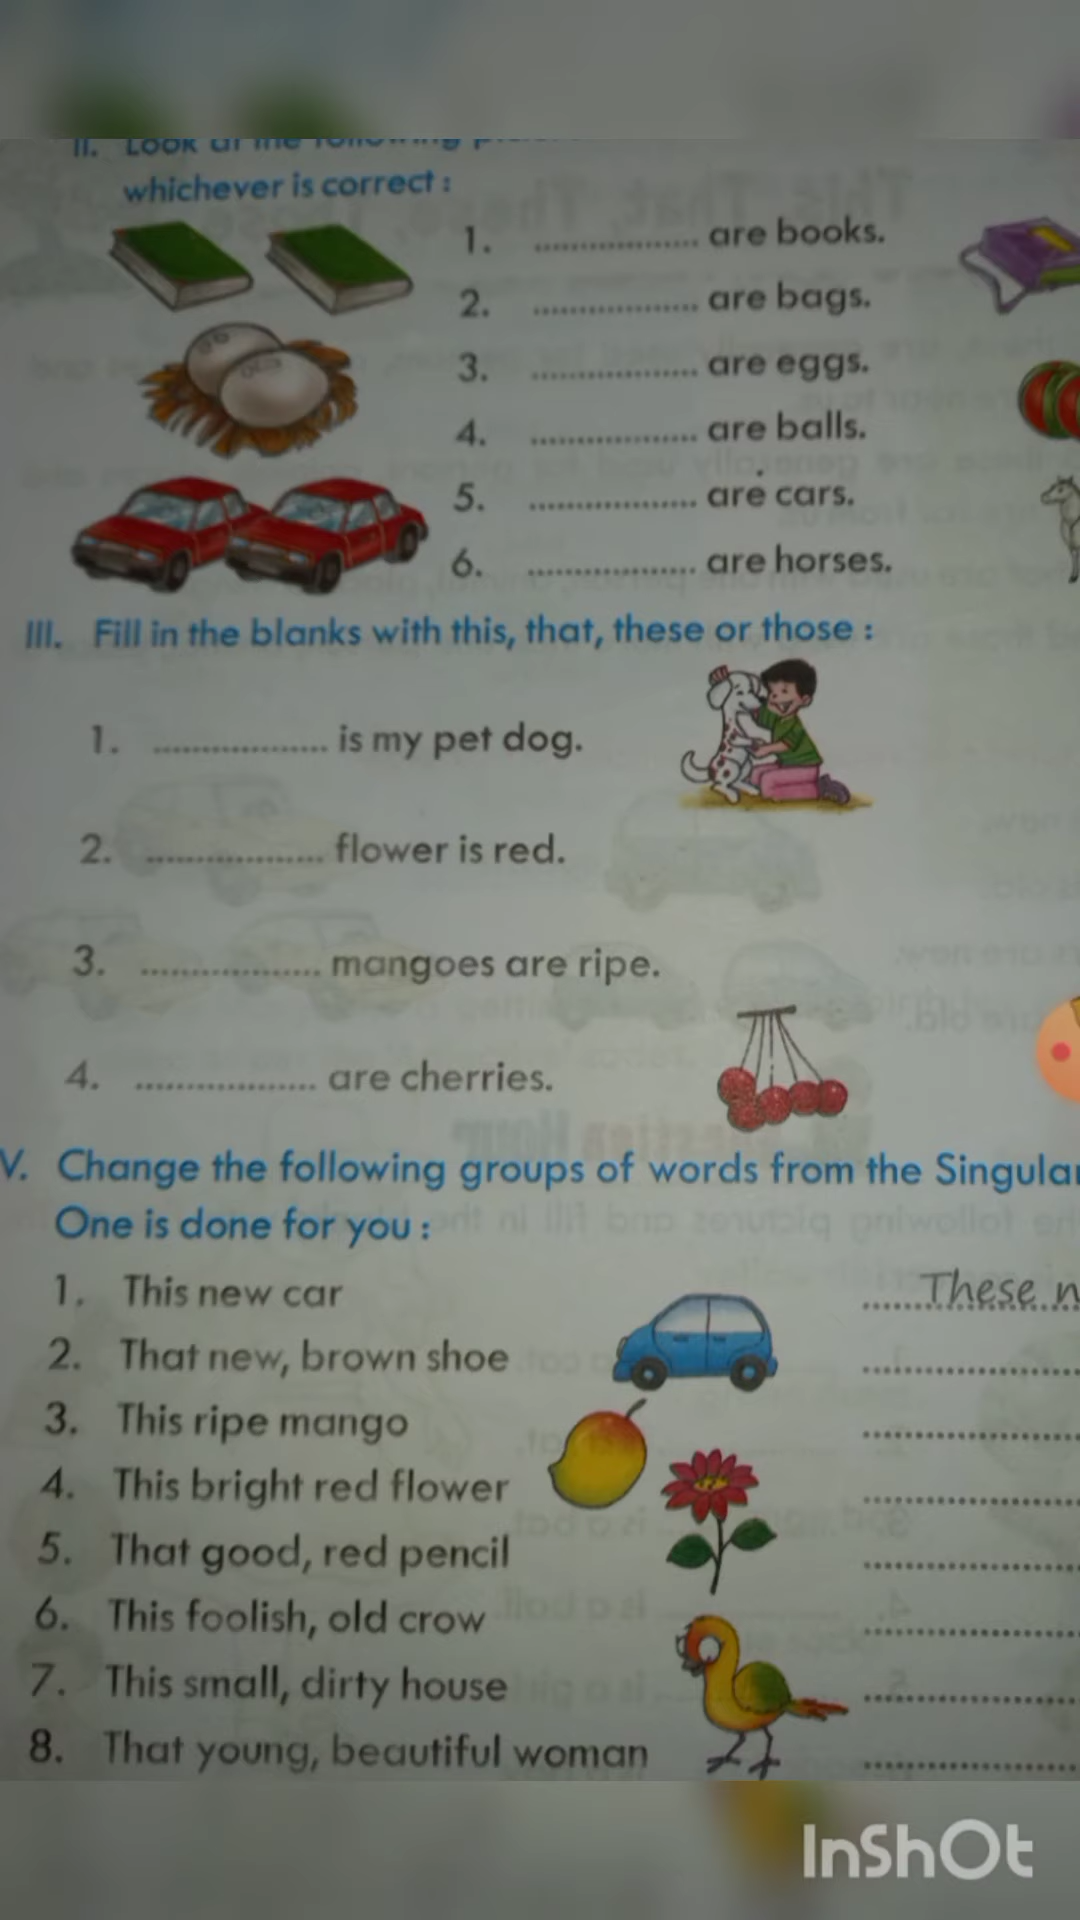 II. Look at the following
whichever is correct :
1. .................. are books.
2. .................. are bags.
3. .................. are eggs.
4. .................. are balls.
5. .................. are cars.
6. .................. are horses.
III. Fill in the blanks with this, that, these or those :
1. .................. is my pet dog.
2. .................. flower is red.
3. .................. mangoes are ripe.
4. .................. are cherries.
V. Change the following groups of words from the Singular
One is done for you :
1. This new car ......These n
2. That new, brown shoe ..................
3. This ripe mango ..................
4. This bright red flower ..................
5. That good, red pencil ..................
6. This foolish, old crow ..................
7. This small, dirty house ..................
8. That young, beautiful woman ..................
InShOt